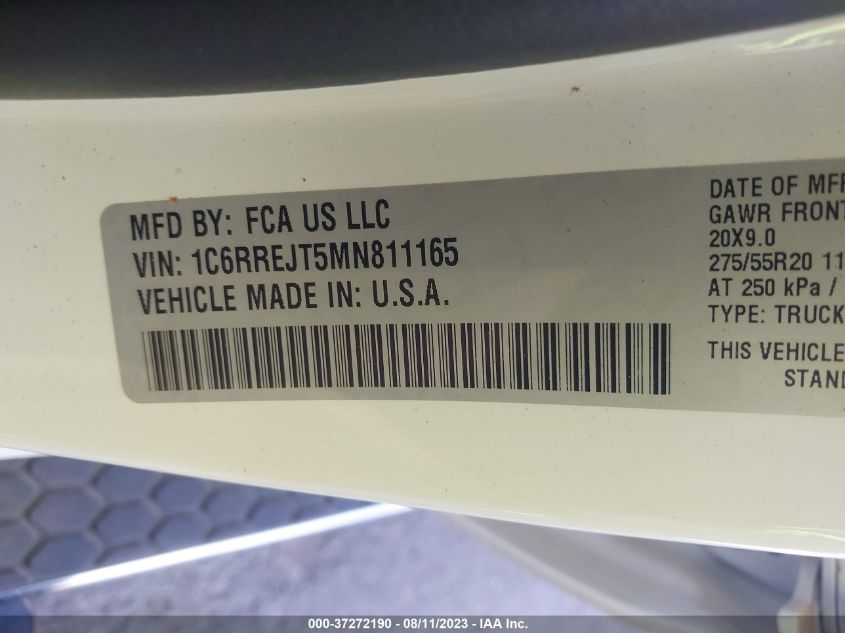 MFD BY: FCA US LLC
VIN: 1C6RREJT5MN811165
VEHICLE MADE IN: U.S.A.
DATE OF MFR
GAWR FRONT
20X9.0
275/55R20 11
AT 250 kPa /
TYPE: TRUCK
THIS VEHICLE
STAND
000-37272190 - 08/11/2023 - IAA Inc.